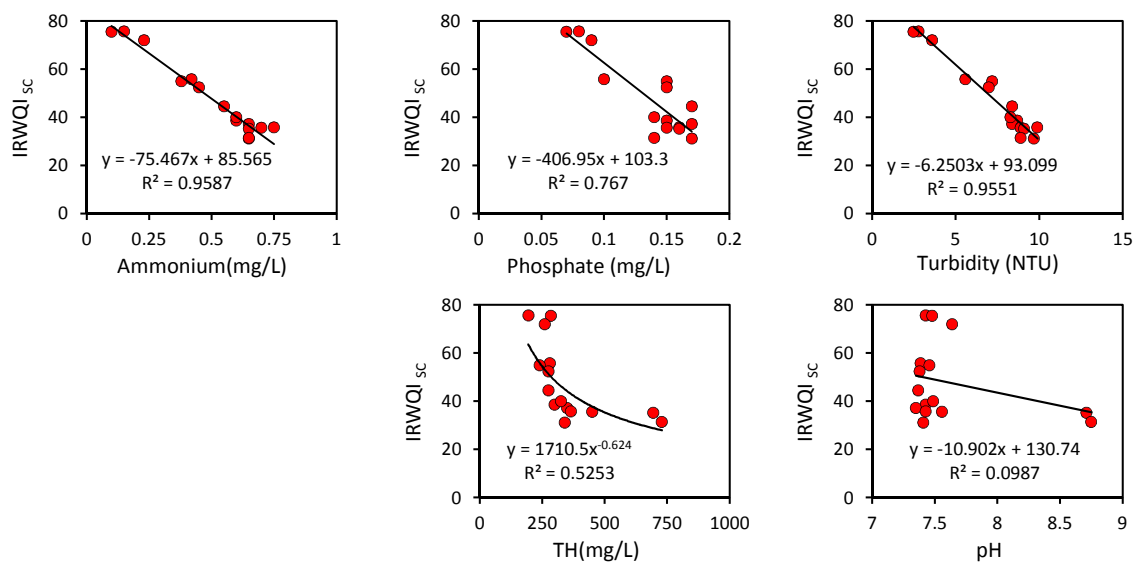 80
60
40
20
0
IRWQI SC
y = -75.467x + 85.565
R² = 0.9587
0 0.25 0.5 0.75 1
Ammonium(mg/L)
80
60
40
20
0
IRWQI SC
y = -406.95x + 103.3
R² = 0.767
0 0.05 0.1 0.15 0.2
Phosphate (mg/L)
80
60
40
20
0
IRWQI SC
y = -6.2503x + 93.099
R² = 0.9551
0 5 10 15
Turbidity (NTU)
80
60
40
20
0
IRWQI SC
y = 1710.5x^-0.624
R² = 0.5253
0 250 500 750 1000
TH(mg/L)
80
60
40
20
0
IRWQI SC
y = -10.902x + 130.74
R² = 0.0987
7 7.5 8 8.5 9
pH